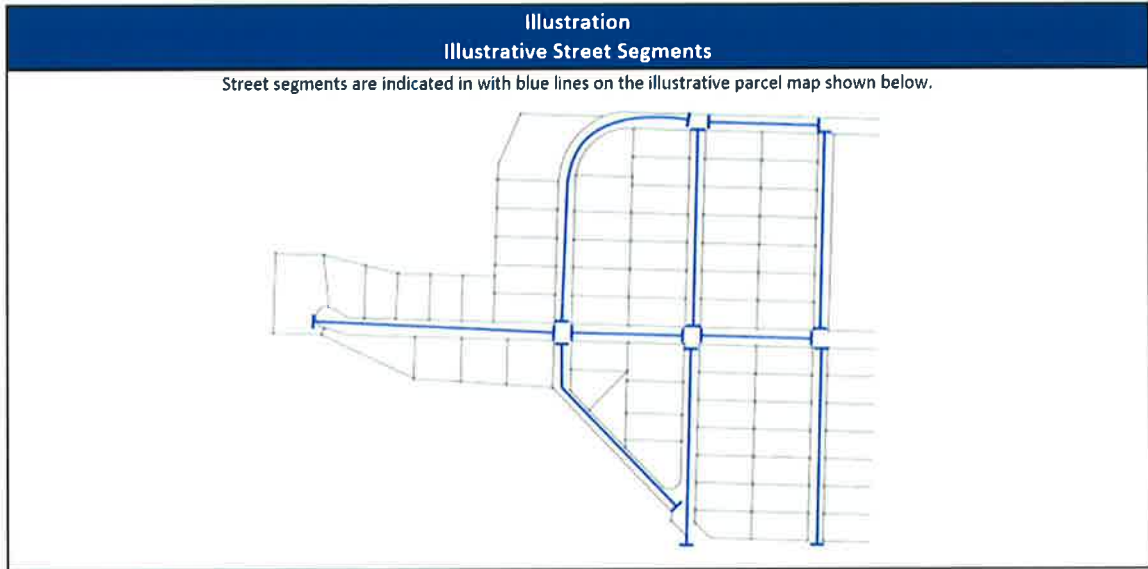 Illustration
Illustrative Street Segments
Street segments are indicated in with blue lines on the illustrative parcel map shown below.